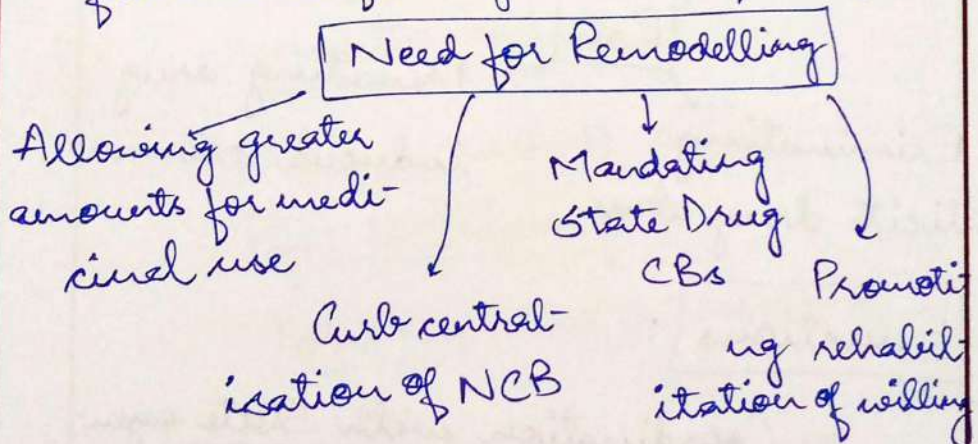 Need for Remodelling
Allowing greater
amounts for medi-
cinal use
Curb central-
isation of NCB
Mandating
State Drug
CBs
Promoti
ng rehabil-
itation of willing